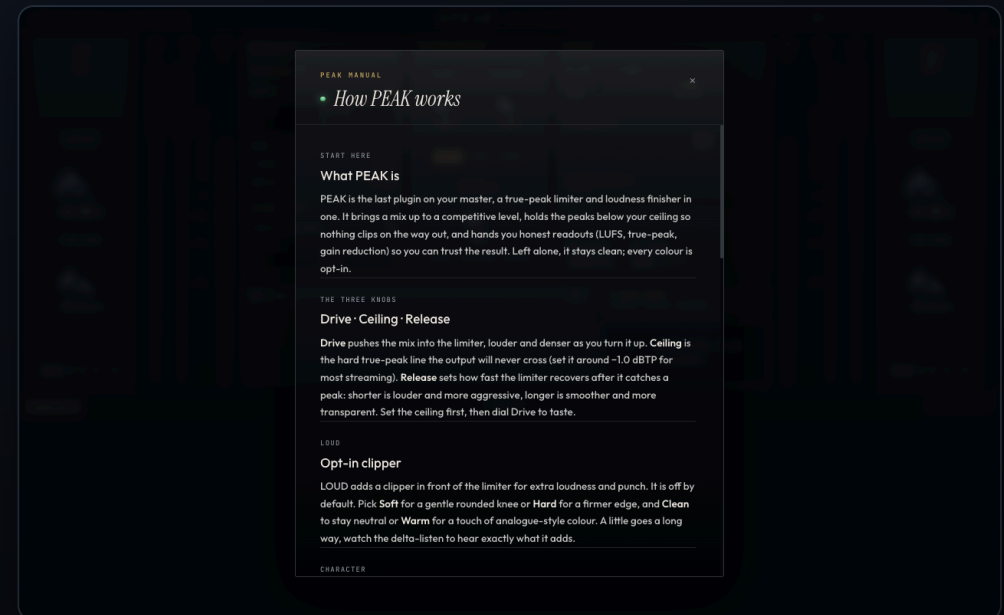 PEAK MANUAL
×
How PEAK works
START HERE
What PEAK is
PEAK is the last plugin on your master, a true-peak limiter and loudness finisher in
one. It brings a mix up to a competitive level, holds the peaks below your ceiling so
nothing clips on the way out, and hands you honest readouts (LUFS, true-peak,
gain reduction) so you can trust the result. Left alone, it stays clean; every colour is
opt-in.
THE THREE KNOBS
Drive · Ceiling · Release
Drive pushes the mix into the limiter, louder and denser as you turn it up. Ceiling is
the hard true-peak line the output will never cross (set it around −1.0 dBTP for
most streaming). Release sets how fast the limiter recovers after it catches a
peak: shorter is louder and more aggressive, longer is smoother and more
transparent. Set the ceiling first, then dial Drive to taste.
LOUD
Opt-in clipper
LOUD adds a clipper in front of the limiter for extra loudness and punch. It is off by
default. Pick Soft for a gentle rounded knee or Hard for a firmer edge, and Clean
to stay neutral or Warm for a touch of analogue-style colour. A little goes a long
way, watch the delta-listen to hear exactly what it adds.
CHARACTER